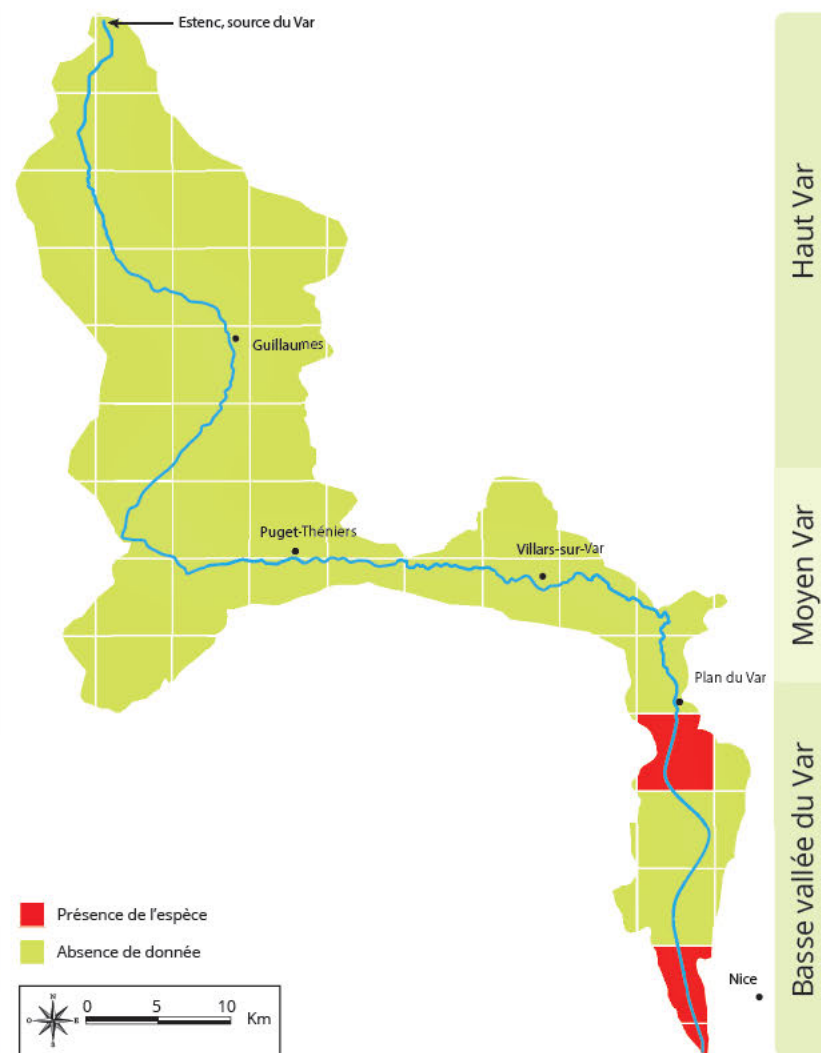 Estenc, source du Var
Haut Var
Guillaumes
Puget-Théniers
Villars-sur-Var
Moyen Var
Plan du Var
Basse vallée du Var
Présence de l'espèce
Absence de donnée
Nice
N
O
E
S
0 5 10
Km